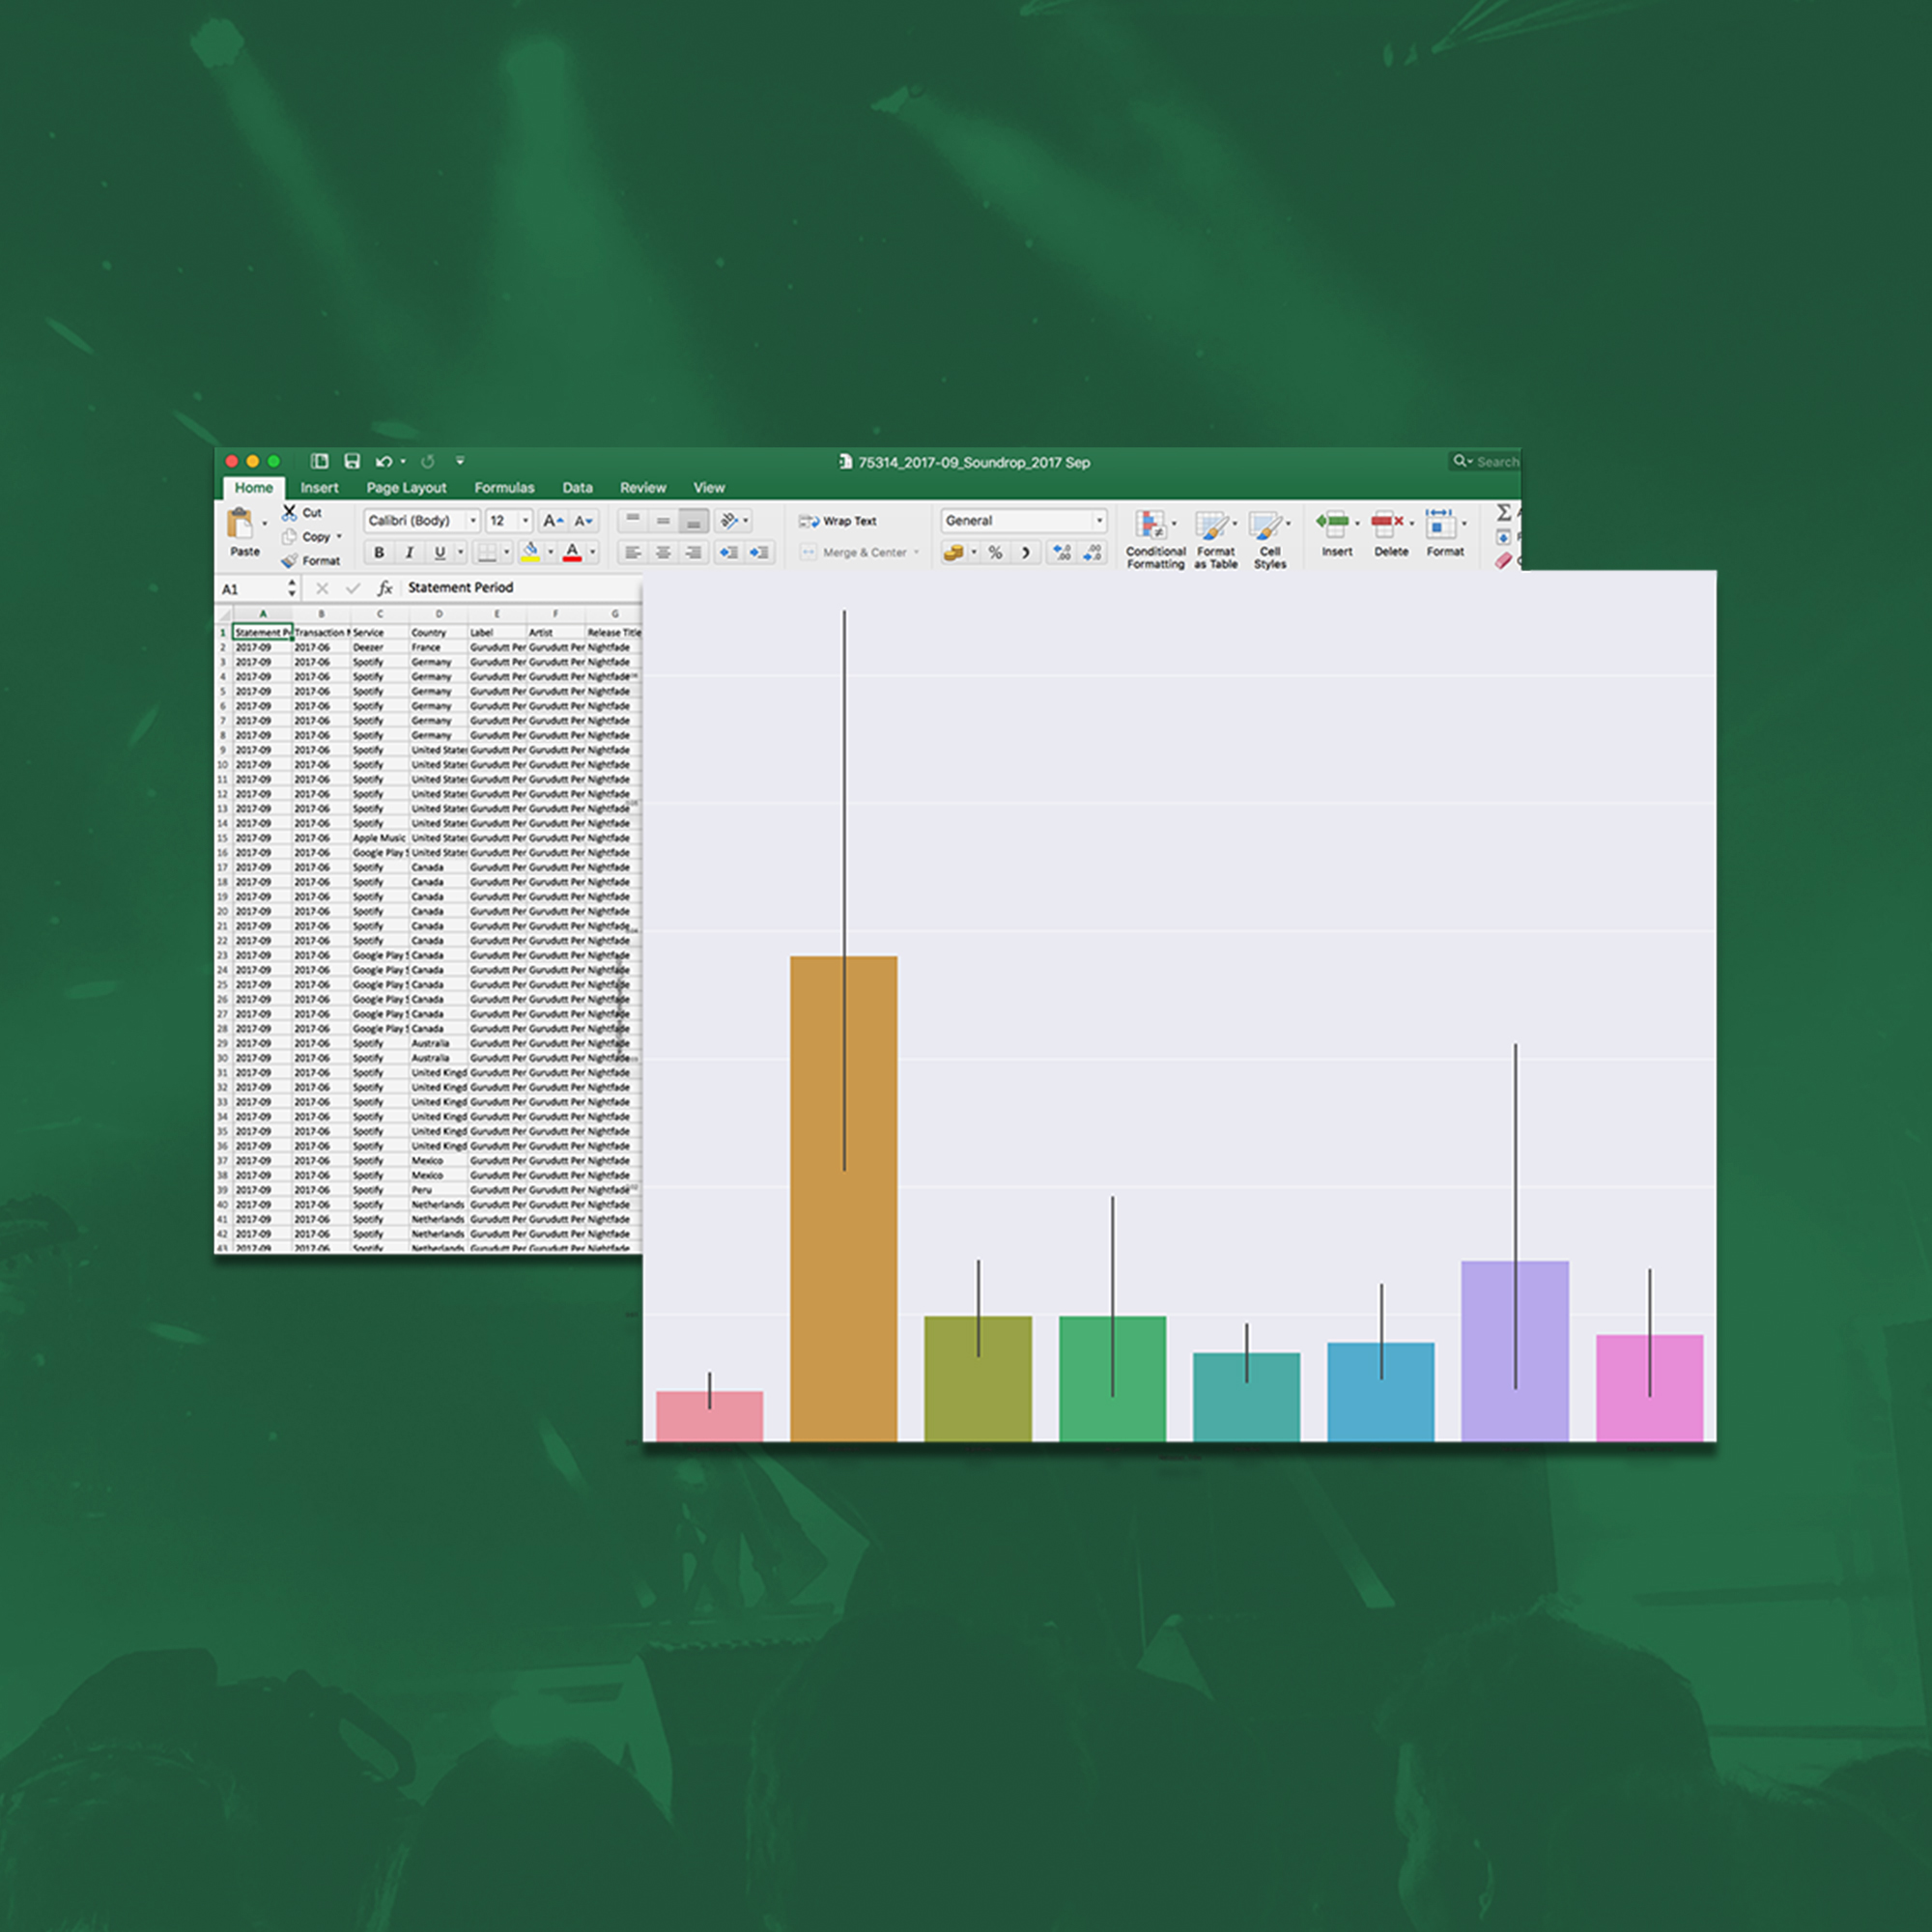 75314_2017-09_Soundrop_2017 Sep
Search
Home Insert Page Layout Formulas Data Review View
Cut
Calibri (Body) 12 Wrap Text General
Copy
Paste Format B I U Merge & Center % Conditional Formatting Format as Table Cell Styles Insert Delete Format
A1 fx Statement Period
A B C D E F G
1 Statement Pe Transaction M Service Country Label Artist Release Title
2 2017-09 2017-06 Deezer France Gurudutt Per Gurudutt Per Nightfade
3 2017-09 2017-06 Spotify Germany Gurudutt Per Gurudutt Per Nightfade
4 2017-09 2017-06 Spotify Germany Gurudutt Per Gurudutt Per Nightfade
5 2017-09 2017-06 Spotify Germany Gurudutt Per Gurudutt Per Nightfade
6 2017-09 2017-06 Spotify Germany Gurudutt Per Gurudutt Per Nightfade
7 2017-09 2017-06 Spotify Germany Gurudutt Per Gurudutt Per Nightfade
8 2017-09 2017-06 Spotify Germany Gurudutt Per Gurudutt Per Nightfade
9 2017-09 2017-06 Spotify United States Gurudutt Per Gurudutt Per Nightfade
10 2017-09 2017-06 Spotify United States Gurudutt Per Gurudutt Per Nightfade
11 2017-09 2017-06 Spotify United States Gurudutt Per Gurudutt Per Nightfade
12 2017-09 2017-06 Spotify United States Gurudutt Per Gurudutt Per Nightfade
13 2017-09 2017-06 Spotify United States Gurudutt Per Gurudutt Per Nightfade
14 2017-09 2017-06 Spotify United States Gurudutt Per Gurudutt Per Nightfade
15 2017-09 2017-06 Apple Music United States Gurudutt Per Gurudutt Per Nightfade
16 2017-09 2017-06 Google Play S United States Gurudutt Per Gurudutt Per Nightfade
17 2017-09 2017-06 Spotify Canada Gurudutt Per Gurudutt Per Nightfade
18 2017-09 2017-06 Spotify Canada Gurudutt Per Gurudutt Per Nightfade
19 2017-09 2017-06 Spotify Canada Gurudutt Per Gurudutt Per Nightfade
20 2017-09 2017-06 Spotify Canada Gurudutt Per Gurudutt Per Nightfade
21 2017-09 2017-06 Spotify Canada Gurudutt Per Gurudutt Per Nightfade
22 2017-09 2017-06 Spotify Canada Gurudutt Per Gurudutt Per Nightfade
23 2017-09 2017-06 Google Play S Canada Gurudutt Per Gurudutt Per Nightfade
24 2017-09 2017-06 Google Play S Canada Gurudutt Per Gurudutt Per Nightfade
25 2017-09 2017-06 Google Play S Canada Gurudutt Per Gurudutt Per Nightfade
26 2017-09 2017-06 Google Play S Canada Gurudutt Per Gurudutt Per Nightfade
27 2017-09 2017-06 Google Play S Canada Gurudutt Per Gurudutt Per Nightfade
28 2017-09 2017-06 Google Play S Canada Gurudutt Per Gurudutt Per Nightfade
29 2017-09 2017-06 Spotify Australia Gurudutt Per Gurudutt Per Nightfade
30 2017-09 2017-06 Spotify Australia Gurudutt Per Gurudutt Per Nightfade
31 2017-09 2017-06 Spotify United Kingd Gurudutt Per Gurudutt Per Nightfade
32 2017-09 2017-06 Spotify United Kingd Gurudutt Per Gurudutt Per Nightfade
33 2017-09 2017-06 Spotify United Kingd Gurudutt Per Gurudutt Per Nightfade
34 2017-09 2017-06 Spotify United Kingd Gurudutt Per Gurudutt Per Nightfade
35 2017-09 2017-06 Spotify United Kingd Gurudutt Per Gurudutt Per Nightfade
36 2017-09 2017-06 Spotify United Kingd Gurudutt Per Gurudutt Per Nightfade
37 2017-09 2017-06 Spotify Mexico Gurudutt Per Gurudutt Per Nightfade
38 2017-09 2017-06 Spotify Mexico Gurudutt Per Gurudutt Per Nightfade
39 2017-09 2017-06 Spotify Peru Gurudutt Per Gurudutt Per Nightfade
40 2017-09 2017-06 Spotify Netherlands Gurudutt Per Gurudutt Per Nightfade
41 2017-09 2017-06 Spotify Netherlands Gurudutt Per Gurudutt Per Nightfade
42 2017-09 2017-06 Spotify Netherlands Gurudutt Per Gurudutt Per Nightfade
43 2017-09 2017-06 Spotify Netherlands Gurudutt Per Gurudutt Per Nightfade